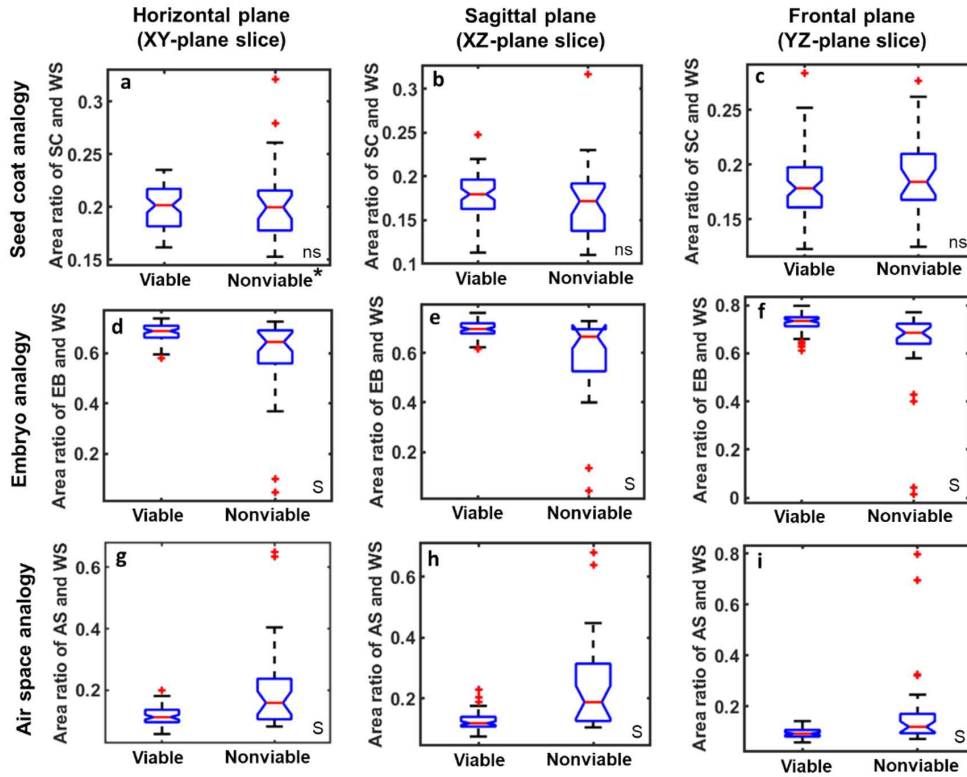 Horizontal plane
(XY-plane slice)
Sagittal plane
(XZ-plane slice)
Frontal plane
(YZ-plane slice)
Seed coat analogy
Area ratio of SC and WS
0.3
0.25
0.2
0.15
a
ns
Viable
Nonviable*
Area ratio of SC and WS
0.3
0.25
0.2
0.15
0.1
b
ns
Viable
Nonviable
Area ratio of SC and WS
0.25
0.2
0.15
c
ns
Viable
Nonviable
Embryo analogy
Area ratio of EB and WS
0.6
0.4
0.2
d
S
Viable
Nonviable
Area ratio of EB and WS
0.6
0.4
0.2
e
S
Viable
Nonviable
Area ratio of EB and WS
0.8
0.6
0.4
0.2
0
f
S
Viable
Nonviable
Air space analogy
Area ratio of AS and WS
0.6
0.4
0.2
g
S
Viable
Nonviable
Area ratio of AS and WS
0.6
0.4
0.2
h
S
Viable
Nonviable
Area ratio of AS and WS
0.8
0.6
0.4
0.2
i
S
Viable
Nonviable